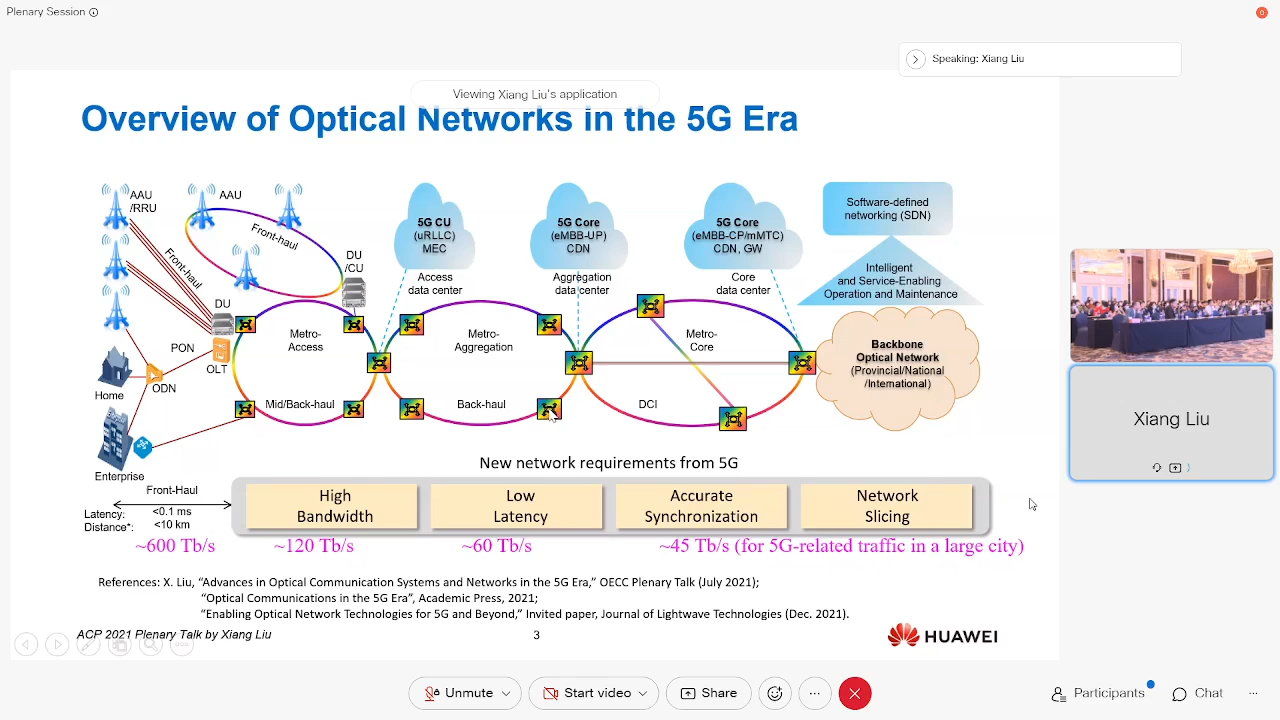 Plenary Session
Speaking: Xiang Liu
Viewing Xiang Liu's application
Overview of Optical Networks in the 5G Era
AAU
/RRU
AAU
Front-haul
Front-haul
DU
/CU
DU
5G CU
(uRLLC)
MEC
Access
data center
5G Core
(eMBB-UP)
CDN
Aggregation
data center
5G Core
(eMBB-CP/mMTC)
CDN, GW
Core
data center
Software-defined
networking (SDN)
Intelligent
and Service-Enabling
Operation and Maintenance
Metro-
Access
Metro-
Aggregation
Metro-
Core
Backbone
Optical Network
(Provincial/National
/International)
PON
OLT
ODN
Home
Enterprise
Mid/Back-haul
Back-haul
DCI
Xiang Liu
New network requirements from 5G
Front-Haul
Latency:
<0.1 ms
Distance*:
<10 km
High
Bandwidth
Low
Latency
Accurate
Synchronization
Network
Slicing
~600 Tb/s
~120 Tb/s
~60 Tb/s
~45 Tb/s (for 5G-related traffic in a large city)
References: X. Liu, “Advances in Optical Communication Systems and Networks in the 5G Era,” OECC Plenary Talk (July 2021);
“Optical Communications in the 5G Era”, Academic Press, 2021;
“Enabling Optical Network Technologies for 5G and Beyond,” Invited paper, Journal of Lightwave Technologies (Dec. 2021).
ACP 2021 Plenary Talk by Xiang Liu
3
HUAWEI
Unmute
Start video
Share
Participants
Chat